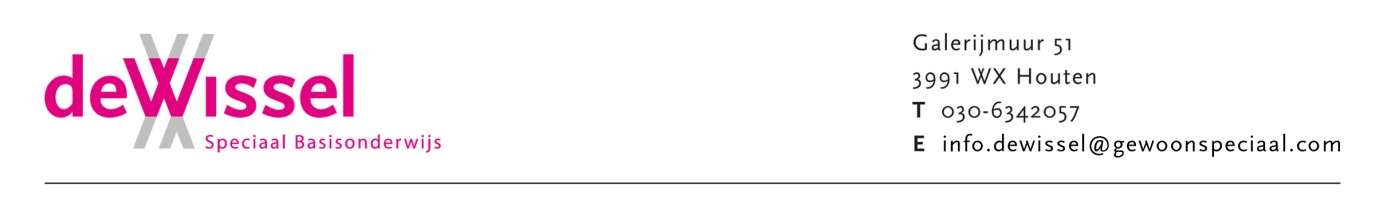 deWissel
Speciaal Basisonderwijs
Galerijmuur 51
3991 WX Houten
T 030-6342057
E info.dewissel@gewoonspeciaal.com